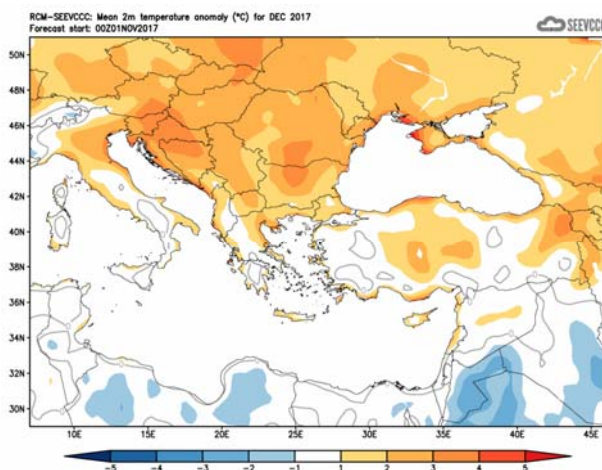 RCM-SEEVCCC: Mean 2m temperature anomaly (°C) for DEC 2017
Forecast start: 00Z01NOV2017
SEEVCCC
50N
48N
46N
44N
42N
40N
38N
36N
34N
32N
30N
10E 15E 20E 25E 30E 35E 40E 45E
-5 -4 -3 -2 -1 1 2 3 4 5